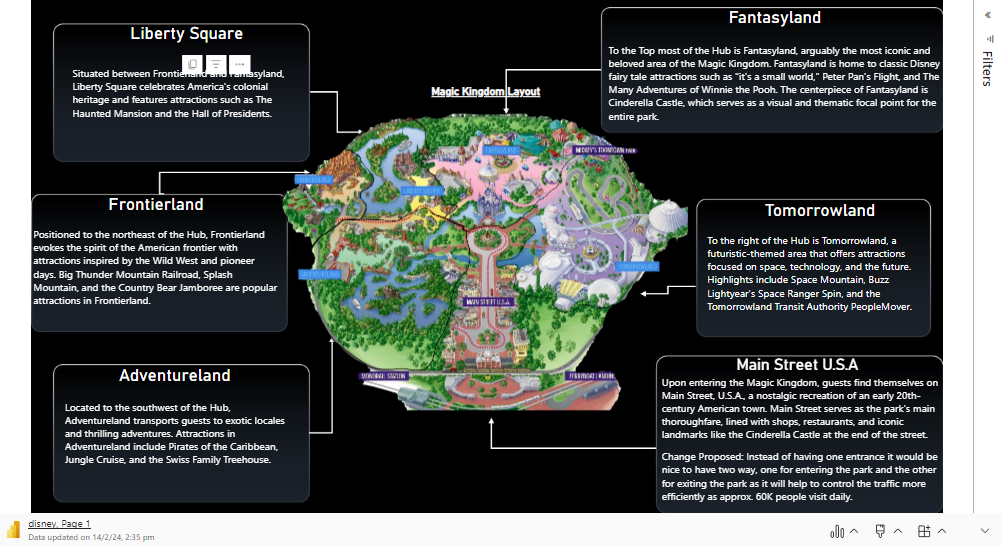 Liberty Square
Situated between Frontierland and Fantasyland,
Liberty Square celebrates America's colonial
heritage and features attractions such as The
Haunted Mansion and the Hall of Presidents.
Fantasyland
To the Top most of the Hub is Fantasyland, arguably the most iconic and
beloved area of the Magic Kingdom. Fantasyland is home to classic Disney
fairy tale attractions such as "it's a small world," Peter Pan's Flight, and The
Many Adventures of Winnie the Pooh. The centerpiece of Fantasyland is
Cinderella Castle, which serves as a visual and thematic focal point for the
entire park.
Filters
Magic Kingdom Layout
FANTASYLAND
MICKEY'S TOONTOWN FAIR
FRONTIERLAND
LIBERTY SQUARE
ADVENTURELAND
TOMORROWLAND
MAIN STREET U.S.A
MONORAIL STATION
FERRYBOAT LANDING
Frontierland
Positioned to the northeast of the Hub, Frontierland
evokes the spirit of the American frontier with
attractions inspired by the Wild West and pioneer
days. Big Thunder Mountain Railroad, Splash
Mountain, and the Country Bear Jamboree are popular
attractions in Frontierland.
Tomorrowland
To the right of the Hub is Tomorrowland, a
futuristic-themed area that offers attractions
focused on space, technology, and the future.
Highlights include Space Mountain, Buzz
Lightyear's Space Ranger Spin, and the
Tomorrowland Transit Authority PeopleMover.
Adventureland
Located to the southwest of the Hub,
Adventureland transports guests to exotic locales
and thrilling adventures. Attractions in
Adventureland include Pirates of the Caribbean,
Jungle Cruise, and the Swiss Family Treehouse.
Main Street U.S.A
Upon entering the Magic Kingdom, guests find themselves on
Main Street, U.S.A., a nostalgic recreation of an early 20th-
century American town. Main Street serves as the park's main
thoroughfare, lined with shops, restaurants, and iconic
landmarks like the Cinderella Castle at the end of the street.
Change Proposed: Instead of having one entrance it would be
nice to have two way, one for entering the park and the other
for exiting the park as it will help to control the traffic more
efficiently as approx. 60K people visit daily.
disney, Page 1
Data updated on 14/2/24, 2:35 pm